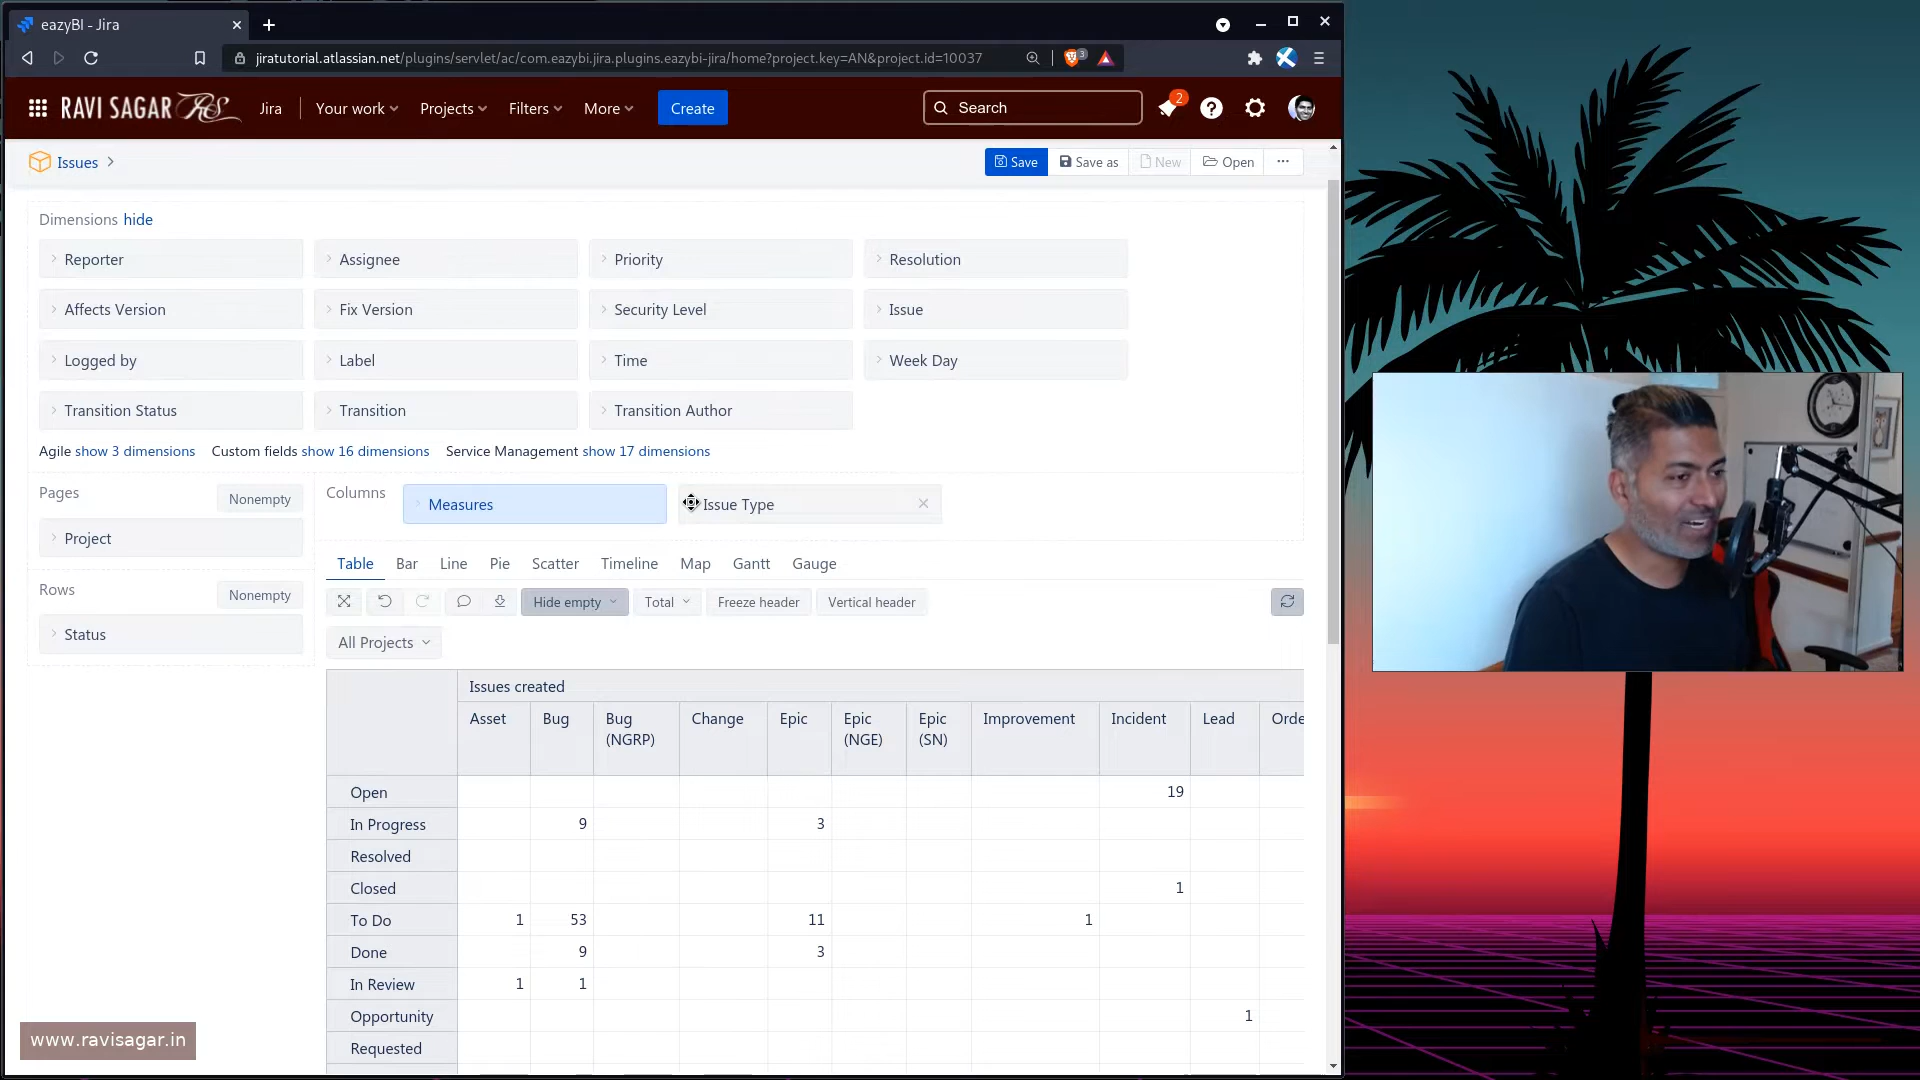 eazyBI - Jira
jiratutorial.atlassian.net/plugins/servlet/ac/com.eazybi.jira.plugins.eazybi-jira/home?project.key=AN&project.id=10037
3
RAVI SAGAR RS Jira Your work Projects Filters More Create Search 2
Issues Save Save as New Open ...
Dimensions hide
Reporter Assignee Priority Resolution
Affects Version Fix Version Security Level Issue
Logged by Label Time Week Day
Transition Status Transition Transition Author
Agile show 3 dimensions Custom fields show 16 dimensions Service Management show 17 dimensions
Pages Nonempty Columns Measures Issue Type
Project
Table Bar Line Pie Scatter Timeline Map Gantt Gauge
Rows Nonempty Hide empty Total Freeze header Vertical header
Status All Projects
Issues created
Asset Bug Bug (NGRP) Change Epic Epic (NGE) Epic (SN) Improvement Incident Lead Orde
Open 19
In Progress 9 3
Resolved
Closed 1
To Do 1 53 11 1
Done 9 3
In Review 1 1
Opportunity 1
Requested
www.ravisagar.in